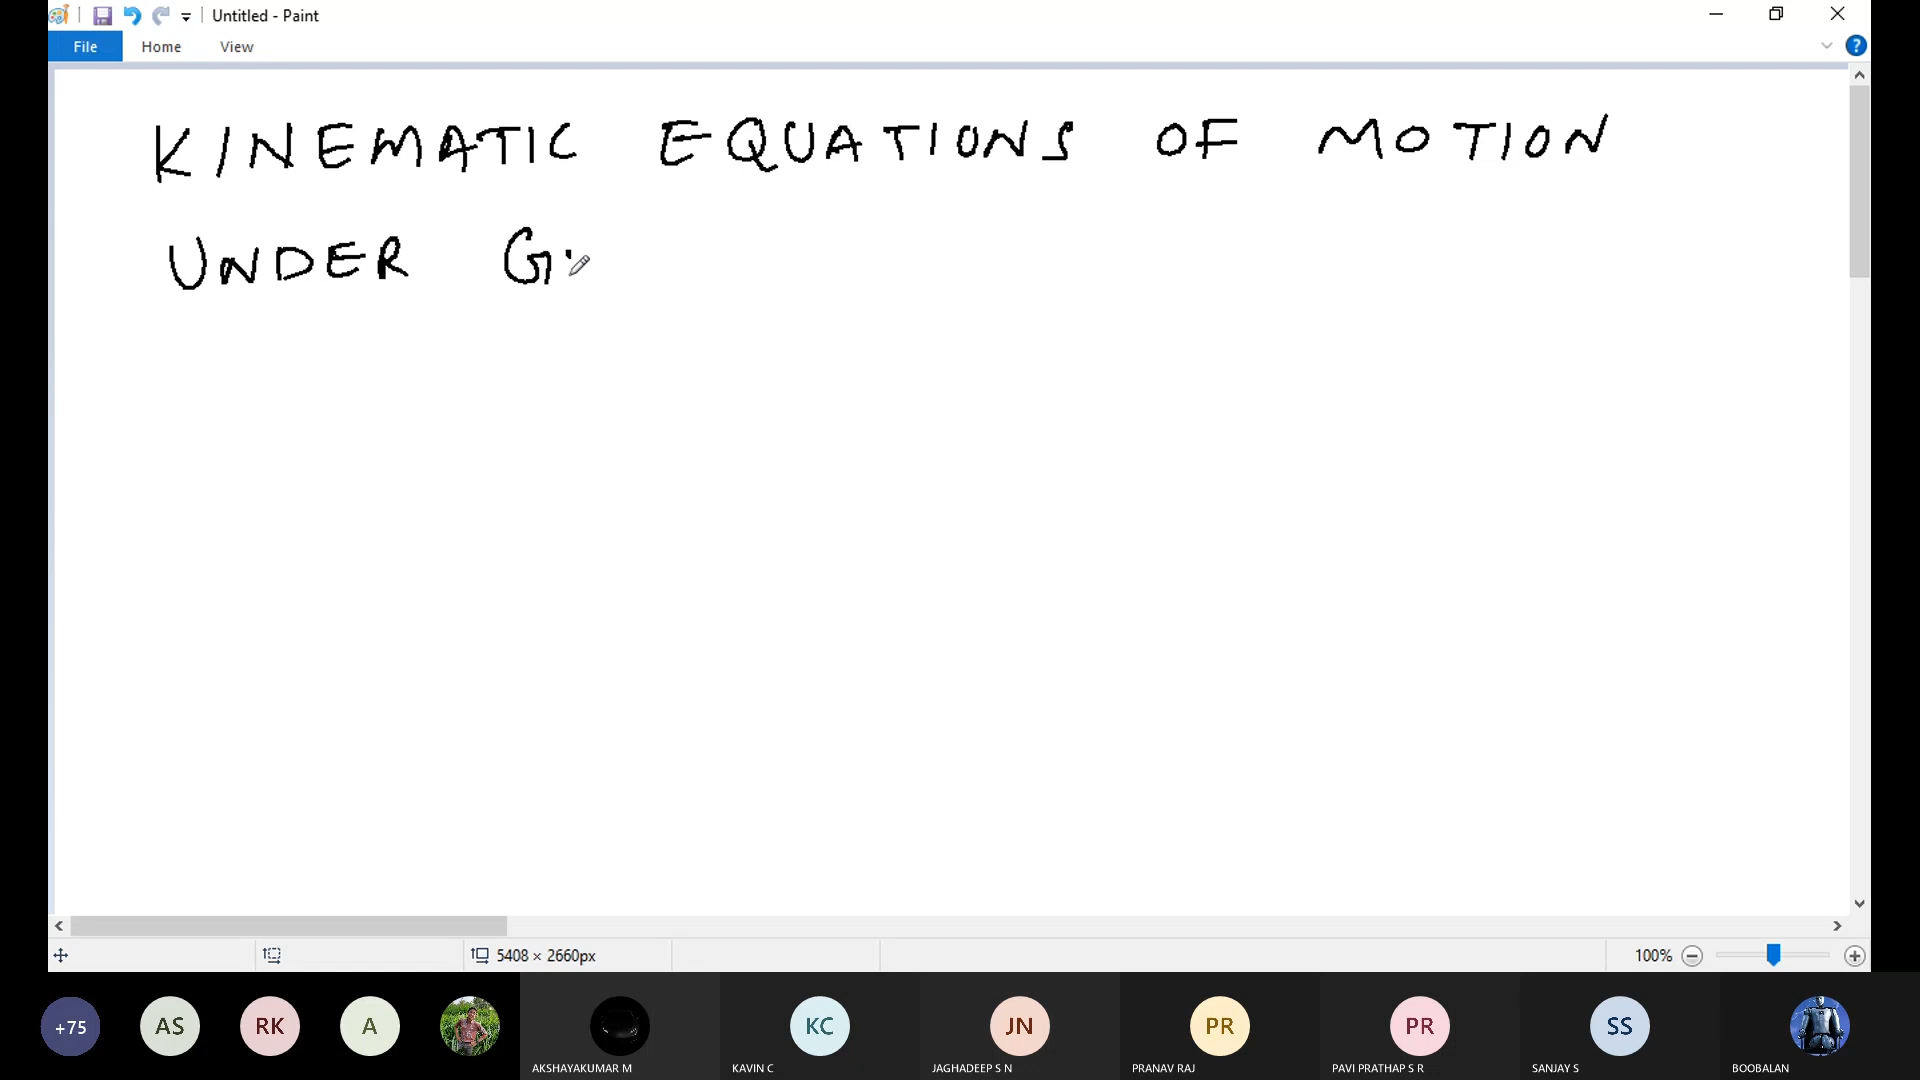 Untitled - Paint
File Home View
KINEMATIC EQUATIONS OF MOTION
UNDER G
5408 × 2660px
100%
+75 AS RK A KC JN PR PR SS
AKSHAYAKUMAR M KAVIN C JAGHADEEP S N PRANAV RAJ PAVI PRATHAP S R SANJAY S BOOBALAN